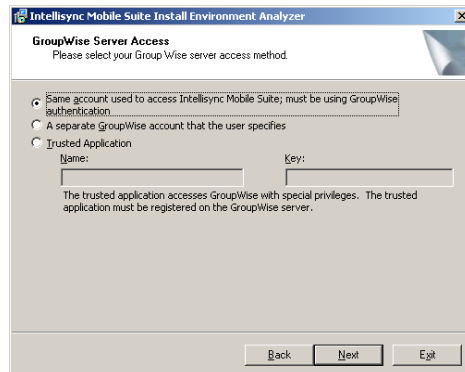 Intellisync Mobile Suite Install Environment Analyzer
GroupWise Server Access
Please select your Group Wise server access method.
Same account used to access Intellisync Mobile Suite; must be using GroupWise
authentication
A separate GroupWise account that the user specifies
Trusted Application
Name: Key:
The trusted application accesses GroupWise with special privileges. The trusted
application must be registered on the GroupWise server.
Back Next Exit